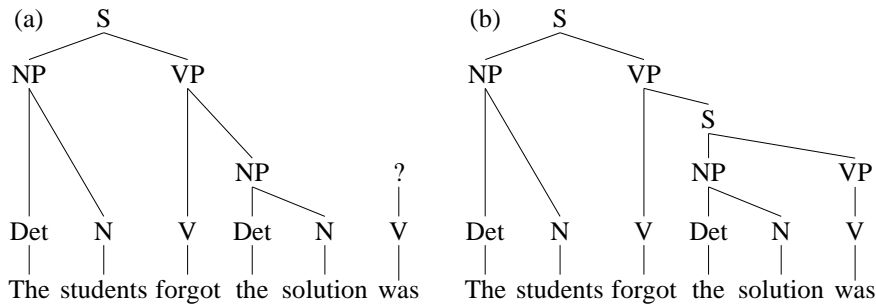 (a) S (b) S
NP VP NP VP
S
NP ? NP VP
Det N V Det N V Det N V Det N V
The students forgot the solution was The students forgot the solution was